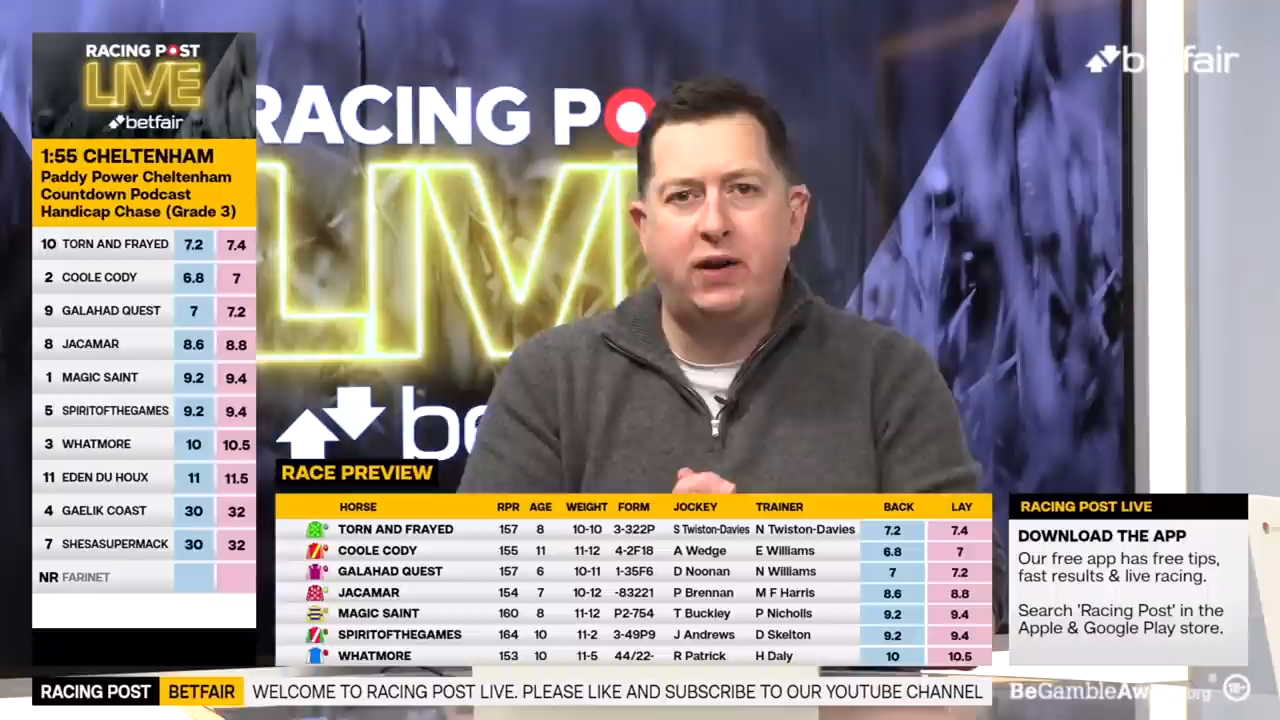 RACING POST
LIVE
betfair
1:55 CHELTENHAM
Paddy Power Cheltenham
Countdown Podcast
Handicap Chase (Grade 3)
10 TORN AND FRAYED 7.2 7.4
2 COOLE CODY 6.8 7
9 GALAHAD QUEST 7 7.2
8 JACAMAR 8.6 8.8
1 MAGIC SAINT 9.2 9.4
5 SPIRITOFTHEGAMES 9.2 9.4
3 WHATMORE 10 10.5
11 EDEN DU HOUX 11 11.5
4 GAELIK COAST 30 32
7 SHESASUPERMACK 30 32
NR FARINET
RACING PO
LIV
be
RACE PREVIEW
HORSE RPR AGE WEIGHT FORM JOCKEY TRAINER BACK LAY
TORN AND FRAYED 157 8 10-10 3-322P S Twiston-Davies N Twiston-Davies 7.2 7.4
COOLE CODY 155 11 11-12 4-2F18 A Wedge E Williams 6.8 7
GALAHAD QUEST 157 6 10-11 1-35F6 D Noonan N Williams 7 7.2
JACAMAR 154 7 10-12 -83221 P Brennan M F Harris 8.6 8.8
MAGIC SAINT 160 8 11-12 P2-754 T Buckley P Nicholls 9.2 9.4
SPIRITOFTHEGAMES 164 10 11-2 3-49P9 J Andrews D Skelton 9.2 9.4
WHATMORE 153 10 11-5 44/22- R Patrick H Daly 10 10.5
betfair
RACING POST LIVE
DOWNLOAD THE APP
Our free app has free tips,
fast results & live racing.
Search 'Racing Post' in the
Apple & Google Play store.
RACING POST BETFAIR WELCOME TO RACING POST LIVE. PLEASE LIKE AND SUBSCRIBE TO OUR YOUTUBE CHANNEL
BeGambleAware.org 18+